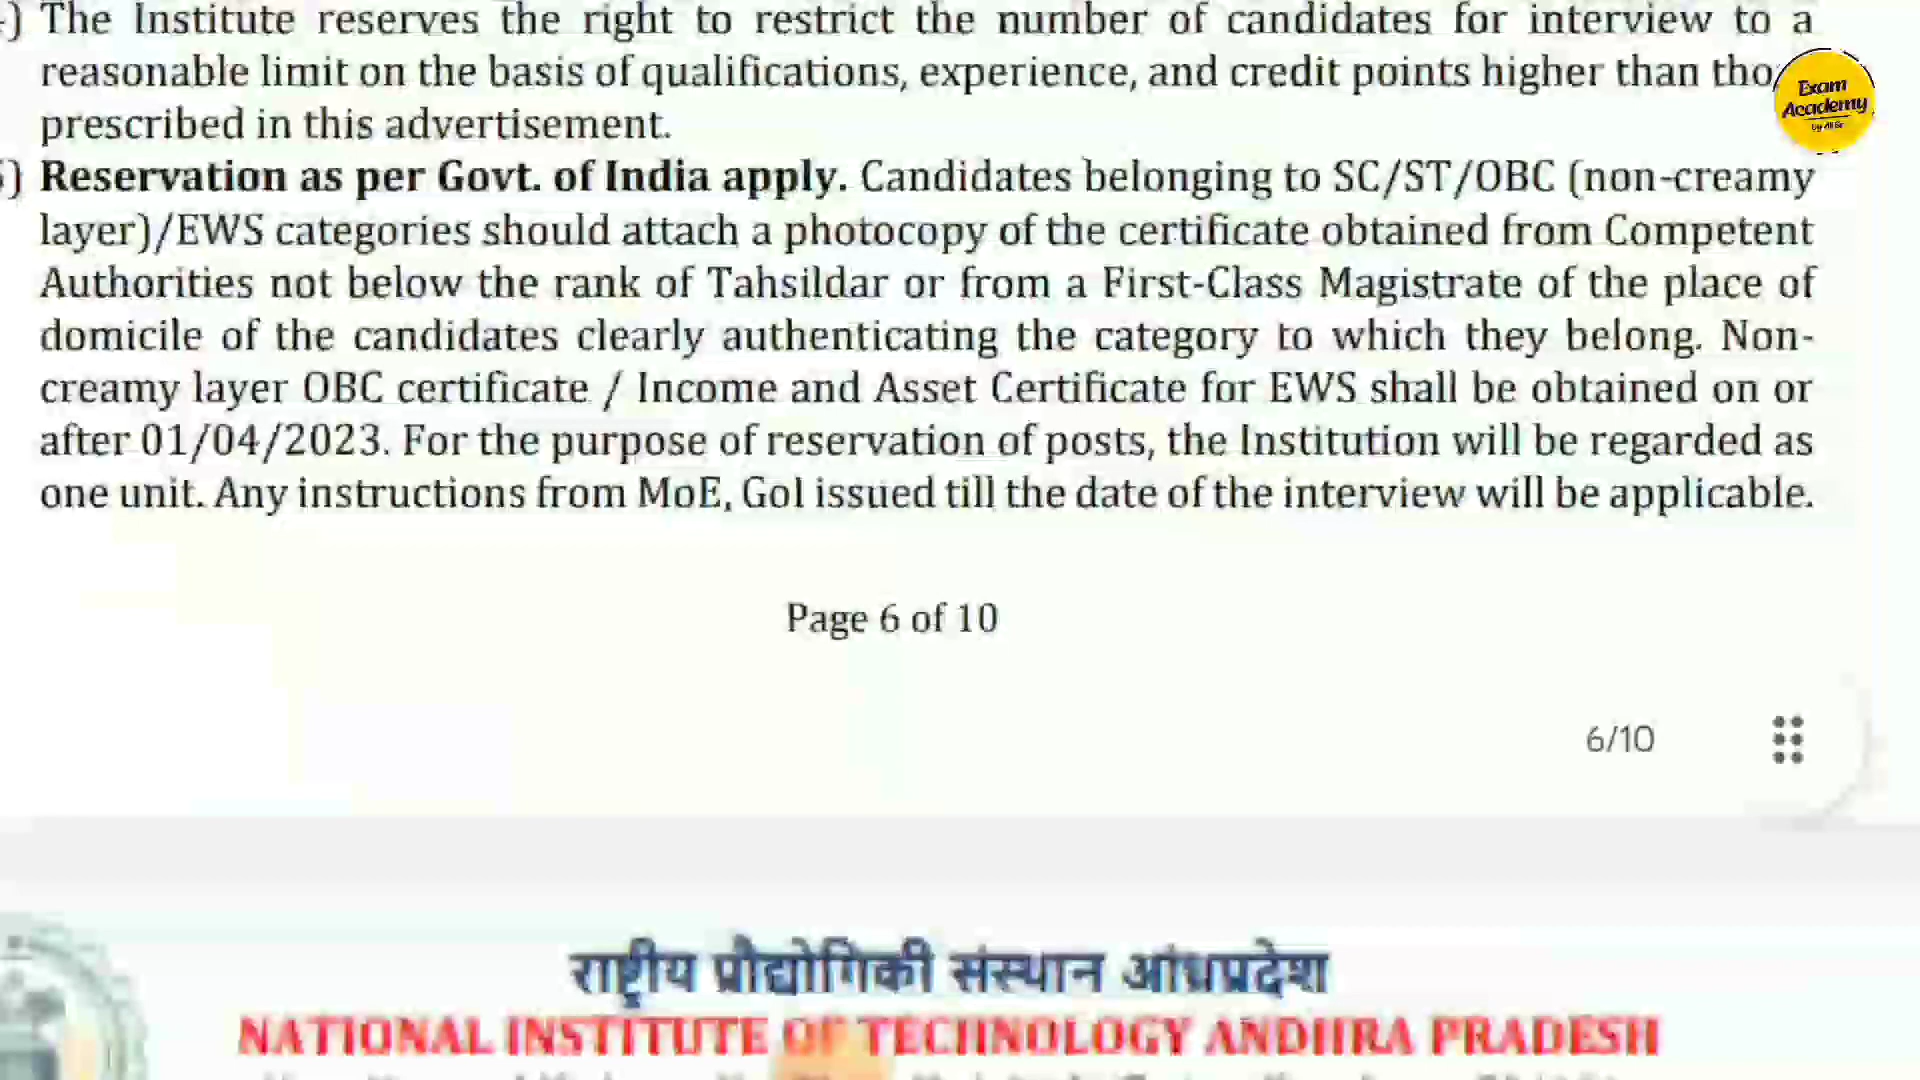 ) The Institute reserves the right to restrict the number of candidates for interview to a
reasonable limit on the basis of qualifications, experience, and credit points higher than tho
prescribed in this advertisement.
) Reservation as per Govt. of India apply. Candidates belonging to SC/ST/OBC (non-creamy
layer)/EWS categories should attach a photocopy of the certificate obtained from Competent
Authorities not below the rank of Tahsildar or from a First-Class Magistrate of the place of
domicile of the candidates clearly authenticating the category to which they belong. Non-
creamy layer OBC certificate / Income and Asset Certificate for EWS shall be obtained on or
after 01/04/2023. For the purpose of reservation of posts, the Institution will be regarded as
one unit. Any instructions from MoE, GoI issued till the date of the interview will be applicable.
Exam
Academy
Page 6 of 10
6/10
राष्ट्रीय प्रौद्योगिकी संस्थान आंध्रप्रदेश
NATIONAL INSTITUTE OF TECHNOLOGY ANDHRA PRADESH